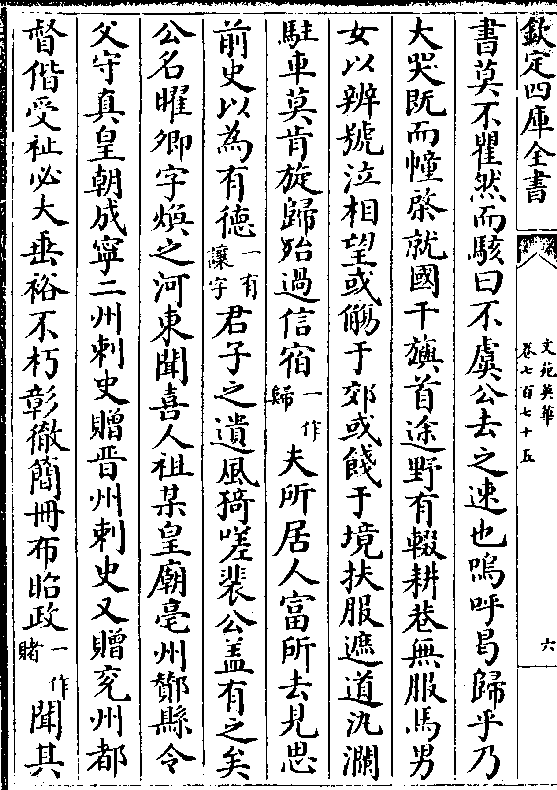 欽定四庫全書
文苑英華
卷七百七十五
六
書莫不瞿然而駭曰不虞公去之速也嗚呼曷歸乎乃
大哭既而幢棨就國千旟首途野有輟耕巷無服馬男
女以辨號泣相望或觴于郊或餞于境扶服遮道汍瀾
駐車莫肯旋歸殆過信宿一作歸夫所居人富所去見思
前史以為有德一有讓字君子之遺風猗嗟裴公盖有之矣
公名曜卿字煥之河東聞喜人祖某皇廟亳州酇縣令
父守真皇朝成寧二州刺史贈晋州刺史又贈兖州都
督偕受祉必大垂裕不朽彰徹簡冊布昭政一作賭聞其